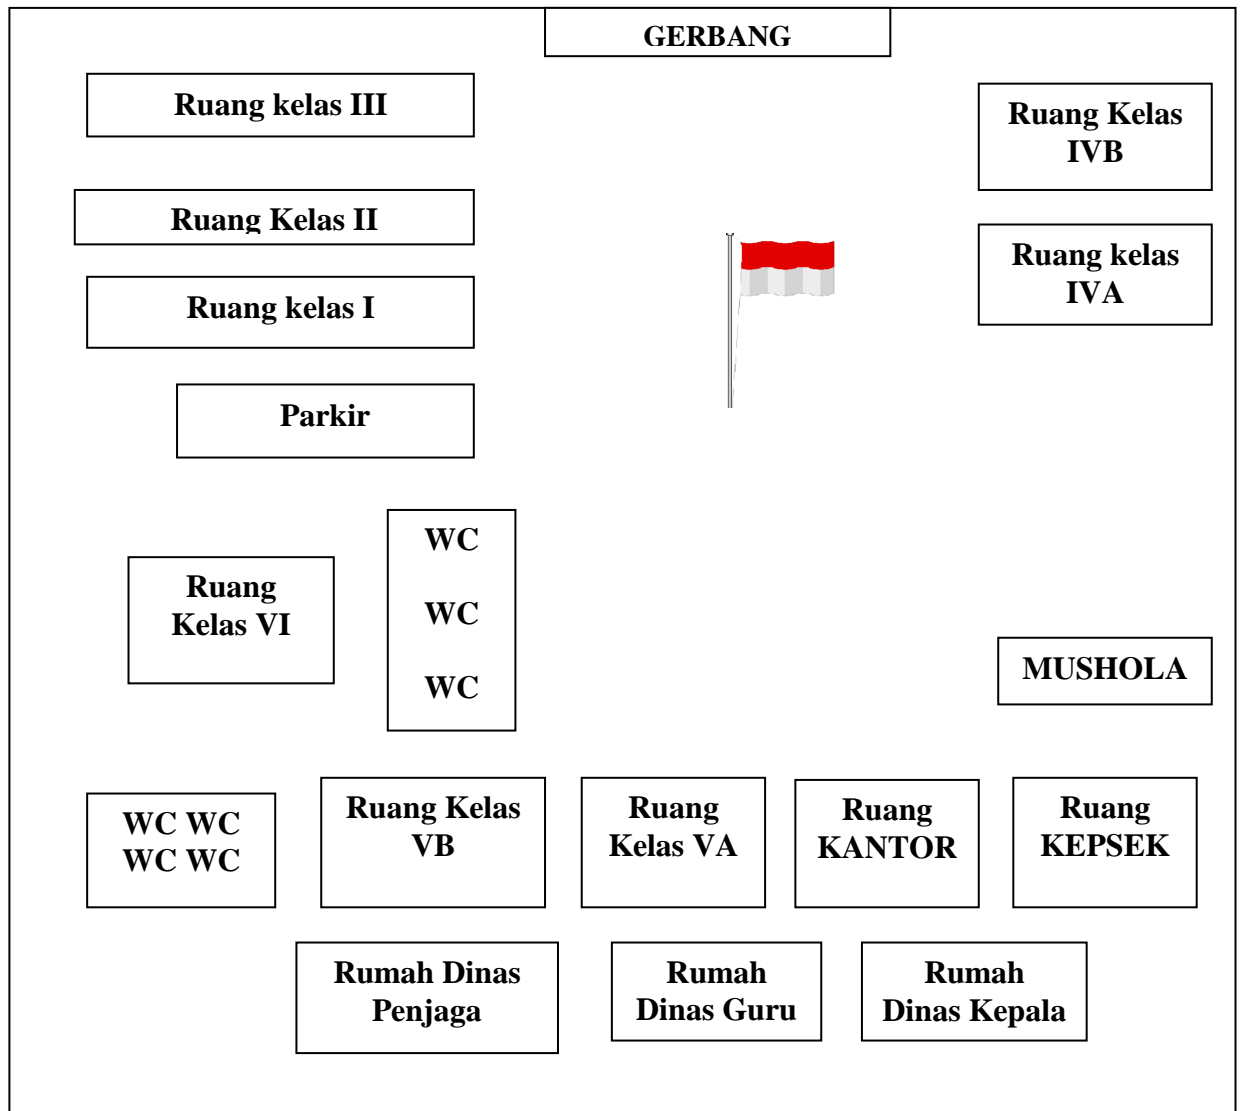 GERBANG
Ruang kelas III
Ruang Kelas
IVB
Ruang Kelas II
Ruang kelas
IVA
Ruang kelas I
Parkir
WC
WC
WC
Ruang
Kelas VI
MUSHOLA
WC WC
WC WC
Ruang Kelas
VB
Ruang
Kelas VA
Ruang
KANTOR
Ruang
KEPSEK
Rumah Dinas
Penjaga
Rumah
Dinas Guru
Rumah
Dinas Kepala